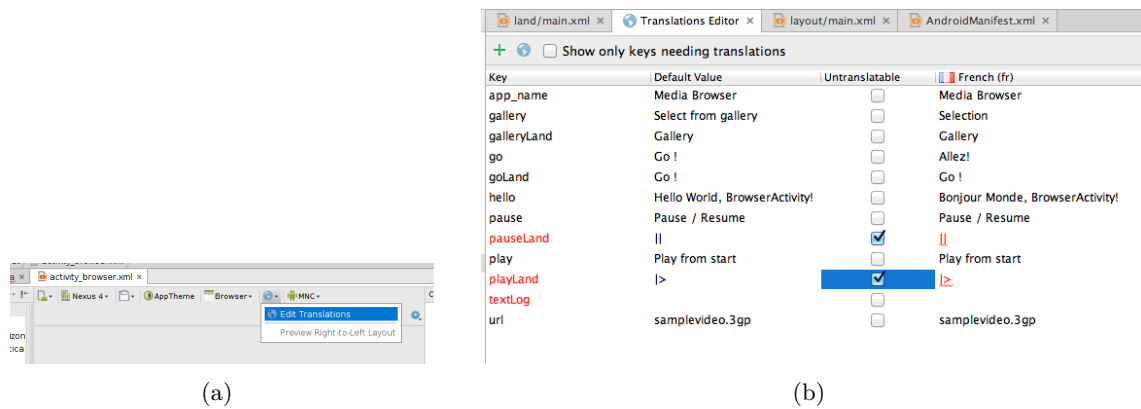 activity_browser.xml ×
Nexus 4 AppTheme Browser MNC
Edit Translations
Preview Right-to-Left Layout
(a)
land/main.xml × Translations Editor × layout/main.xml × AndroidManifest.xml ×
+ Show only keys needing translations
Key Default Value Untranslatable French (fr)
app_name Media Browser Media Browser
gallery Select from gallery Selection
galleryLand Gallery Gallery
go Go ! Allez!
goLand Go ! Go !
hello Hello World, BrowserActivity! Bonjour Monde, BrowserActivity!
pause Pause / Resume Pause / Resume
pauseLand || ||
play Play from start Play from start
playLand |> |>
textLog
url samplevideo.3gp samplevideo.3gp
(b)